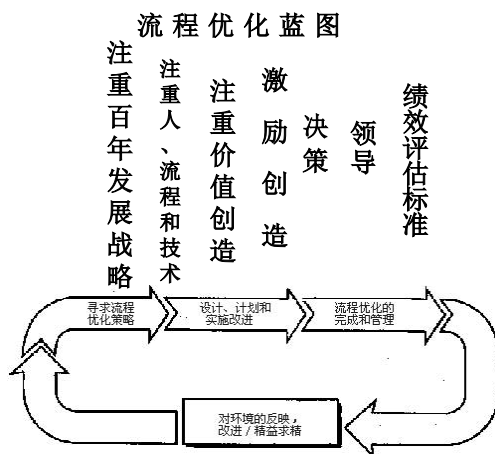 流程优化蓝图
注重百年发展战略
注重人、流程和技术
注重价值创造
激励创造
决策
领导
绩效评估标准
寻求流程
优化策略
设计、计划和
实施改进
流程优化的
完成和管理
对环境的反映，
改进/精益求精